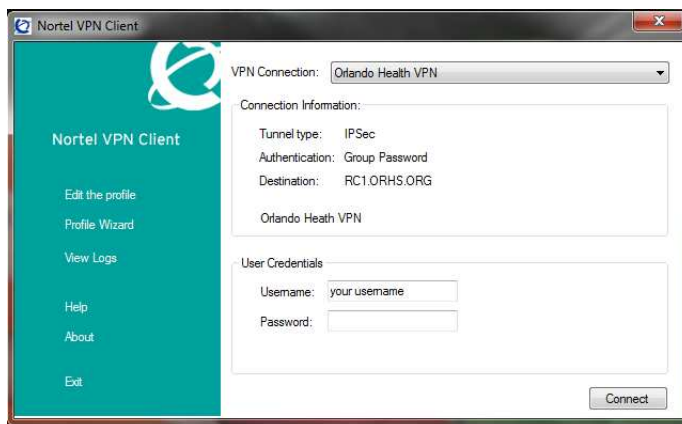 Nortel VPN Client
Nortel VPN Client
Edit the profile
Profile Wizard
View Logs
Help
About
Exit
VPN Connection: Orlando Health VPN
Connection Information:
Tunnel type: IPSec
Authentication: Group Password
Destination: RC1.ORHS.ORG
Orlando Heath VPN
User Credentials
Username: your username
Password:
Connect